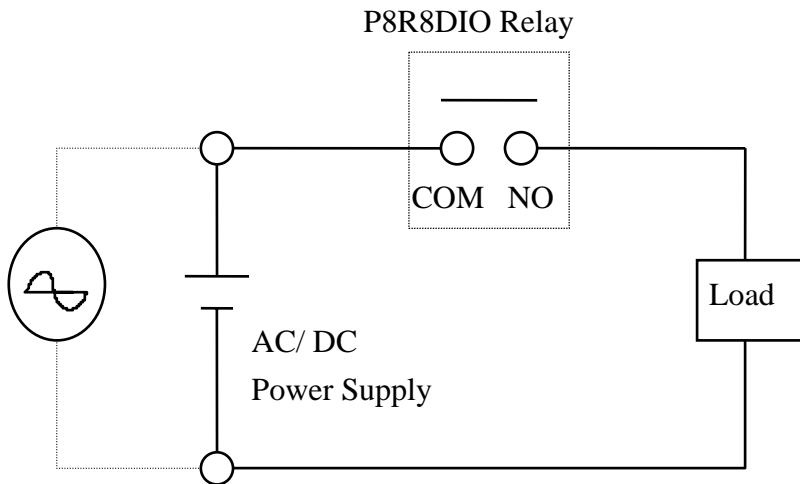 P8R8DIO Relay
COM NO
Load
AC/ DC
Power Supply